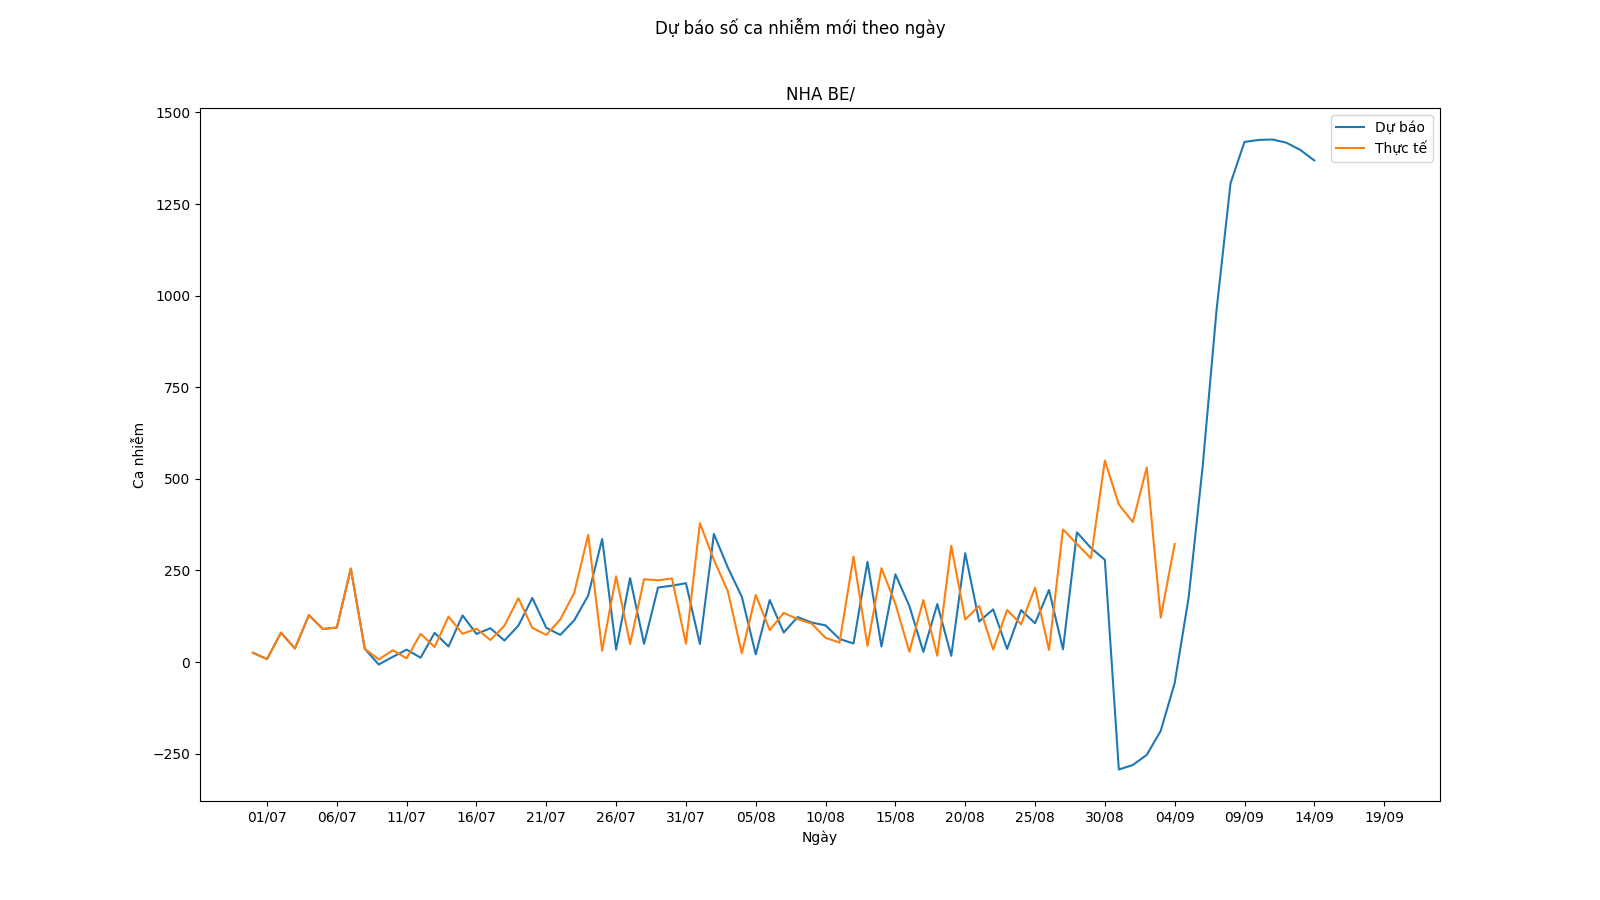 Dự báo số ca nhiễm mới theo ngày
NHA BE/
1500
1250
1000
750
500
250
0
−250
Ca nhiễm
Dự báo
Thực tế
01/07 06/07 11/07 16/07 21/07 26/07 31/07 05/08 10/08 15/08 20/08 25/08 30/08 04/09 09/09 14/09 19/09
Ngày